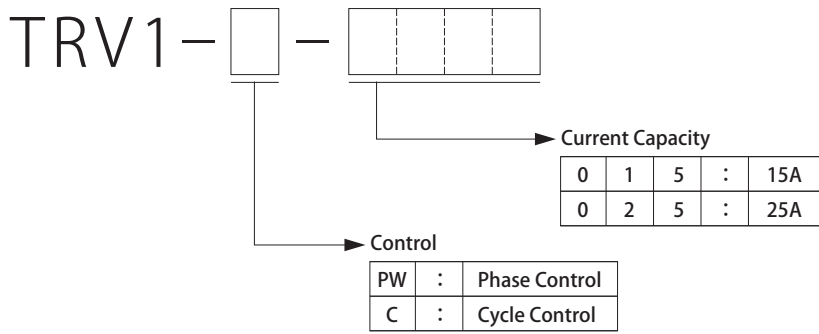 TRV1 – –
Current Capacity
0 1 5 : 15A
0 2 5 : 25A
Control
PW : Phase Control
C : Cycle Control